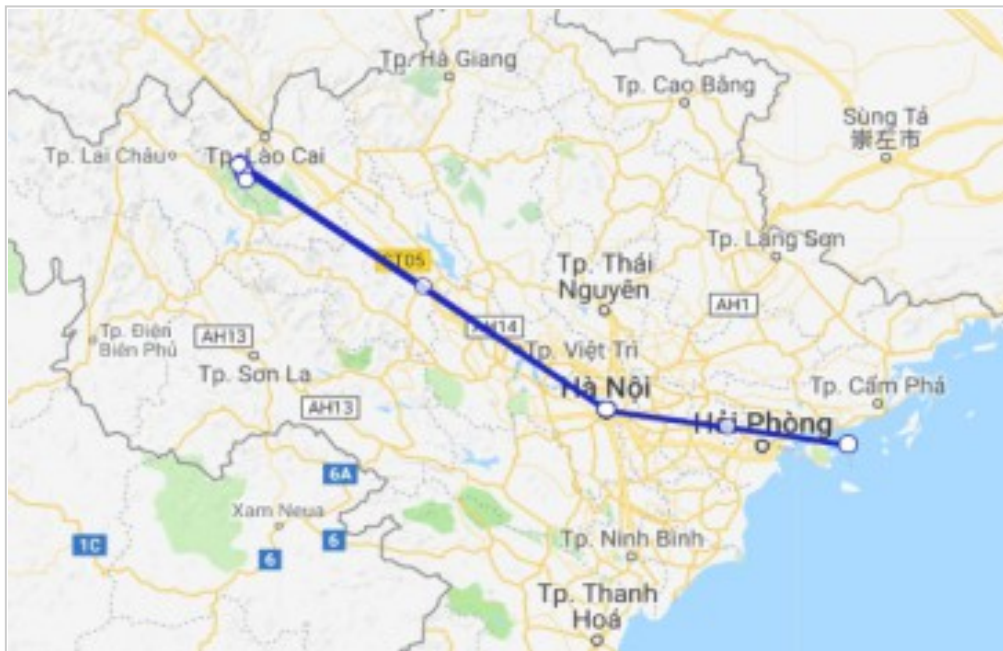 Tp. Hà Giang
Tp. Cao Bằng
Sùng Tả
崇左市
Tp. Lai Châu
Tp. Lào Cai
Tp. Lạng Sơn
CT05
Tp. Thái
Nguyên
AH1
AH14
Tp. Điện
Biên Phủ
AH13
Tp. Việt Trì
Tp. Sơn La
Hà Nội
Tp. Cẩm Phả
AH13
Hải Phòng
6A
Xam Neua
1C
6
6
Tp. Ninh Bình
Tp. Thanh
Hoá